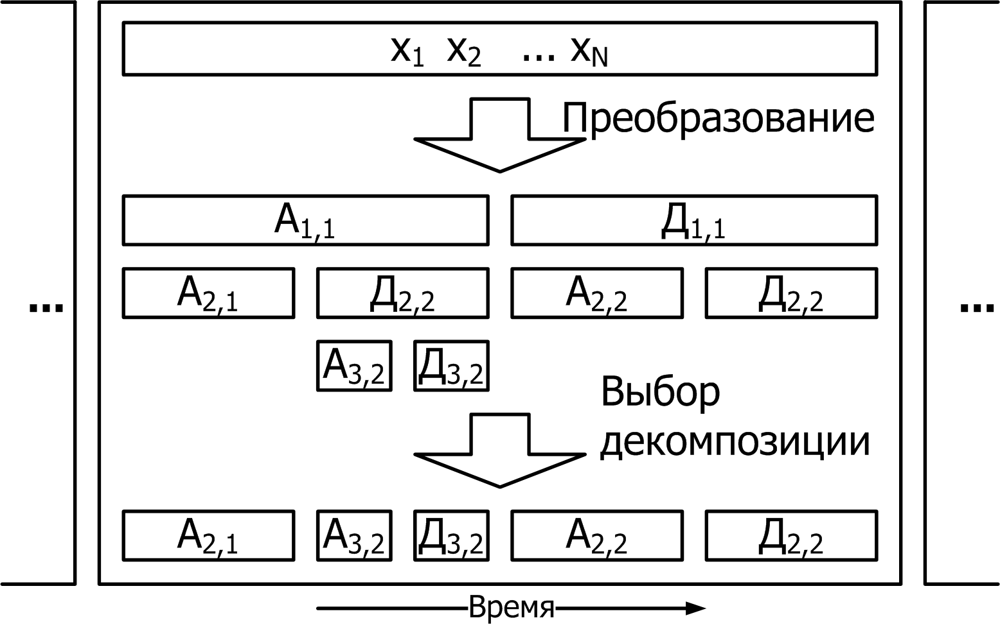 x1 x2 ... xN
Преобразование
А1,1 Д1,1
А2,1 Д2,2 А2,2 Д2,2
... ...
А3,2 Д3,2
Выбор
декомпозиции
А2,1 А3,2 Д3,2 А2,2 Д2,2
Время